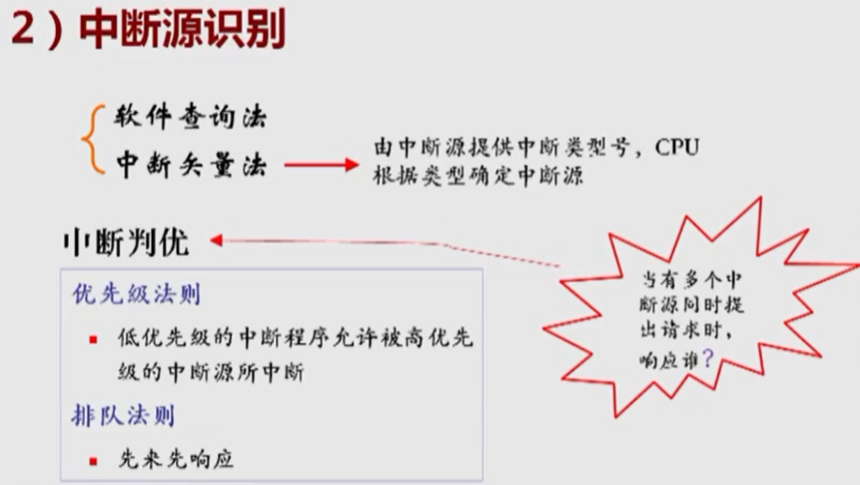 2）中断源识别
软件查询法
中断矢量法
由中断源提供中断类型号，CPU
根据类型确定中断源
中断判优
当有多个中
断源同时提
出请求时，
响应谁？
优先级法则
低优先级的中断程序允许被高优先
级的中断源所中断
排队法则
先来先响应